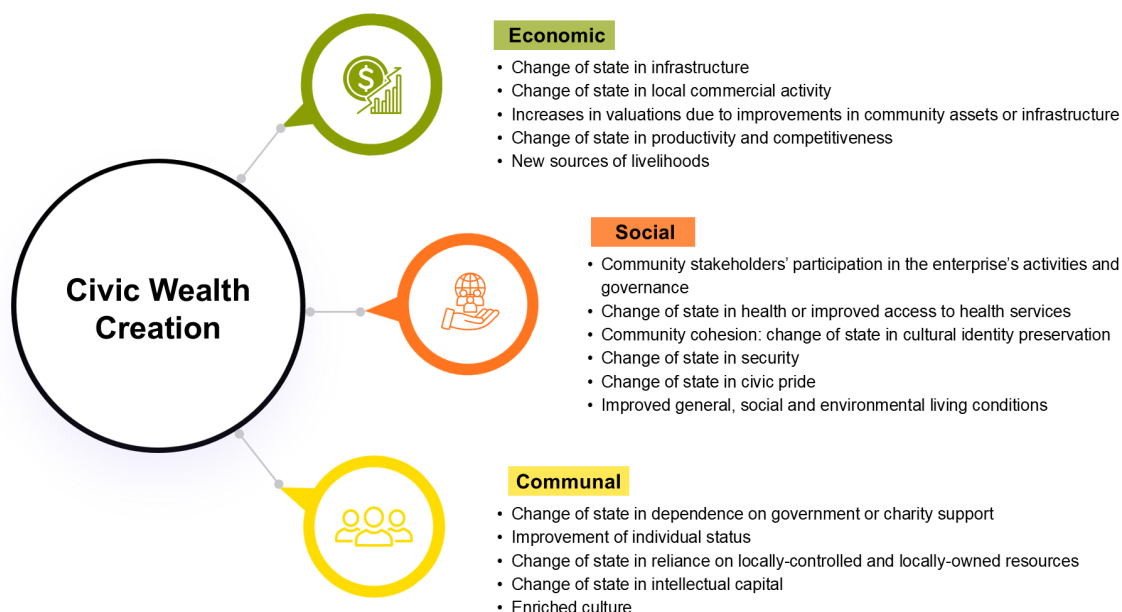 Economic
• Change of state in infrastructure
• Change of state in local commercial activity
• Increases in valuations due to improvements in community assets or infrastructure
• Change of state in productivity and competitiveness
• New sources of livelihoods
$
Civic Wealth
Creation
Social
• Community stakeholders’ participation in the enterprise’s activities and
governance
• Change of state in health or improved access to health services
• Community cohesion: change of state in cultural identity preservation
• Change of state in security
• Change of state in civic pride
• Improved general, social and environmental living conditions
Communal
• Change of state in dependence on government or charity support
• Improvement of individual status
• Change of state in reliance on locally-controlled and locally-owned resources
• Change of state in intellectual capital
• Enriched culture